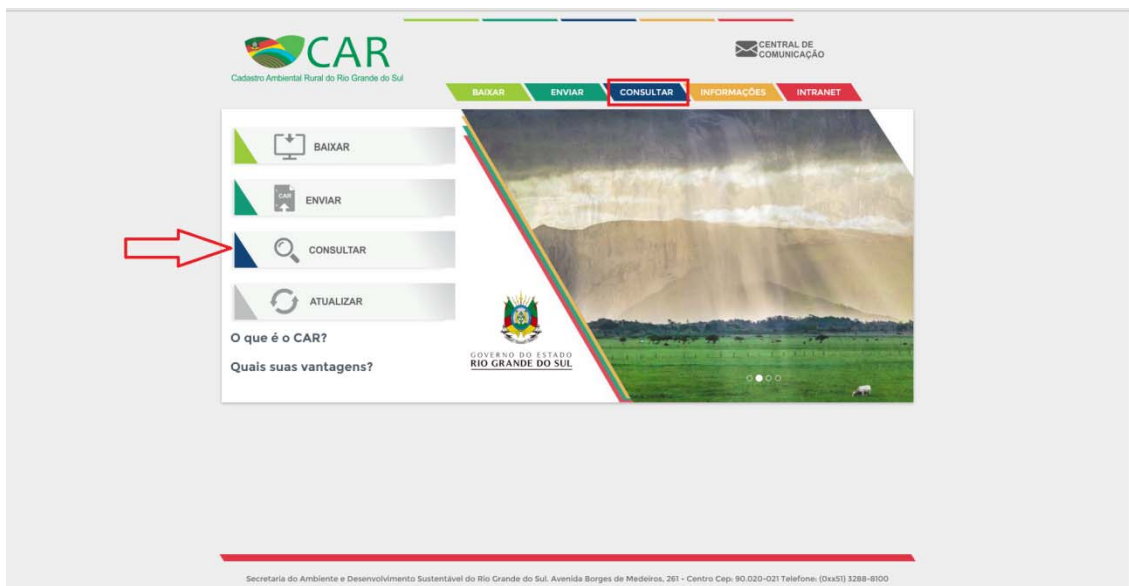 CAR
Cadastro Ambiental Rural do Rio Grande do Sul
CENTRAL DE
COMUNICAÇÃO
BAIXAR ENVIAR CONSULTAR INFORMAÇÕES INTRANET
BAIXAR
CAR
ENVIAR
CONSULTAR
ATUALIZAR
O que é o CAR?
Quais suas vantagens?
GOVERNO DO ESTADO
RIO GRANDE DO SUL
Secretaria do Ambiente e Desenvolvimento Sustentável do Rio Grande do Sul. Avenida Borges de Medeiros, 261 - Centro Cep: 90.020-021 Telefone: (0xx51) 3288-8100